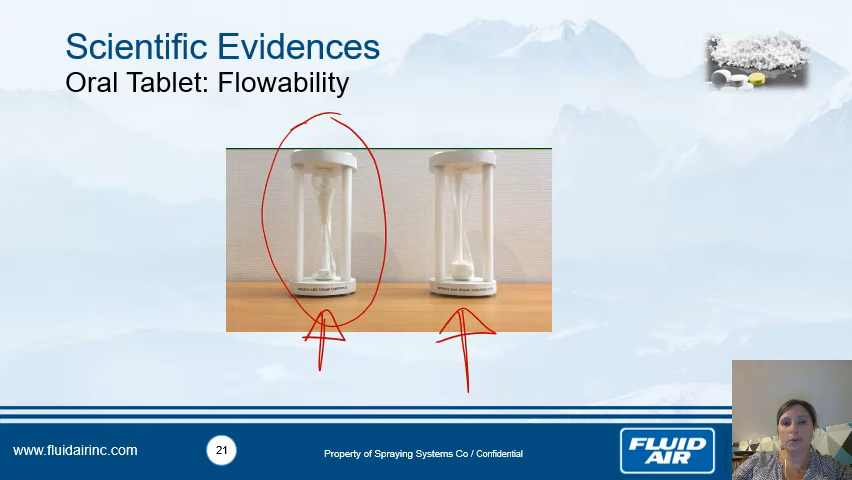 Scientific Evidences
Oral Tablet: Flowability
www.fluidairinc.com
21
Property of Spraying Systems Co / Confidential
FLUID
AIR